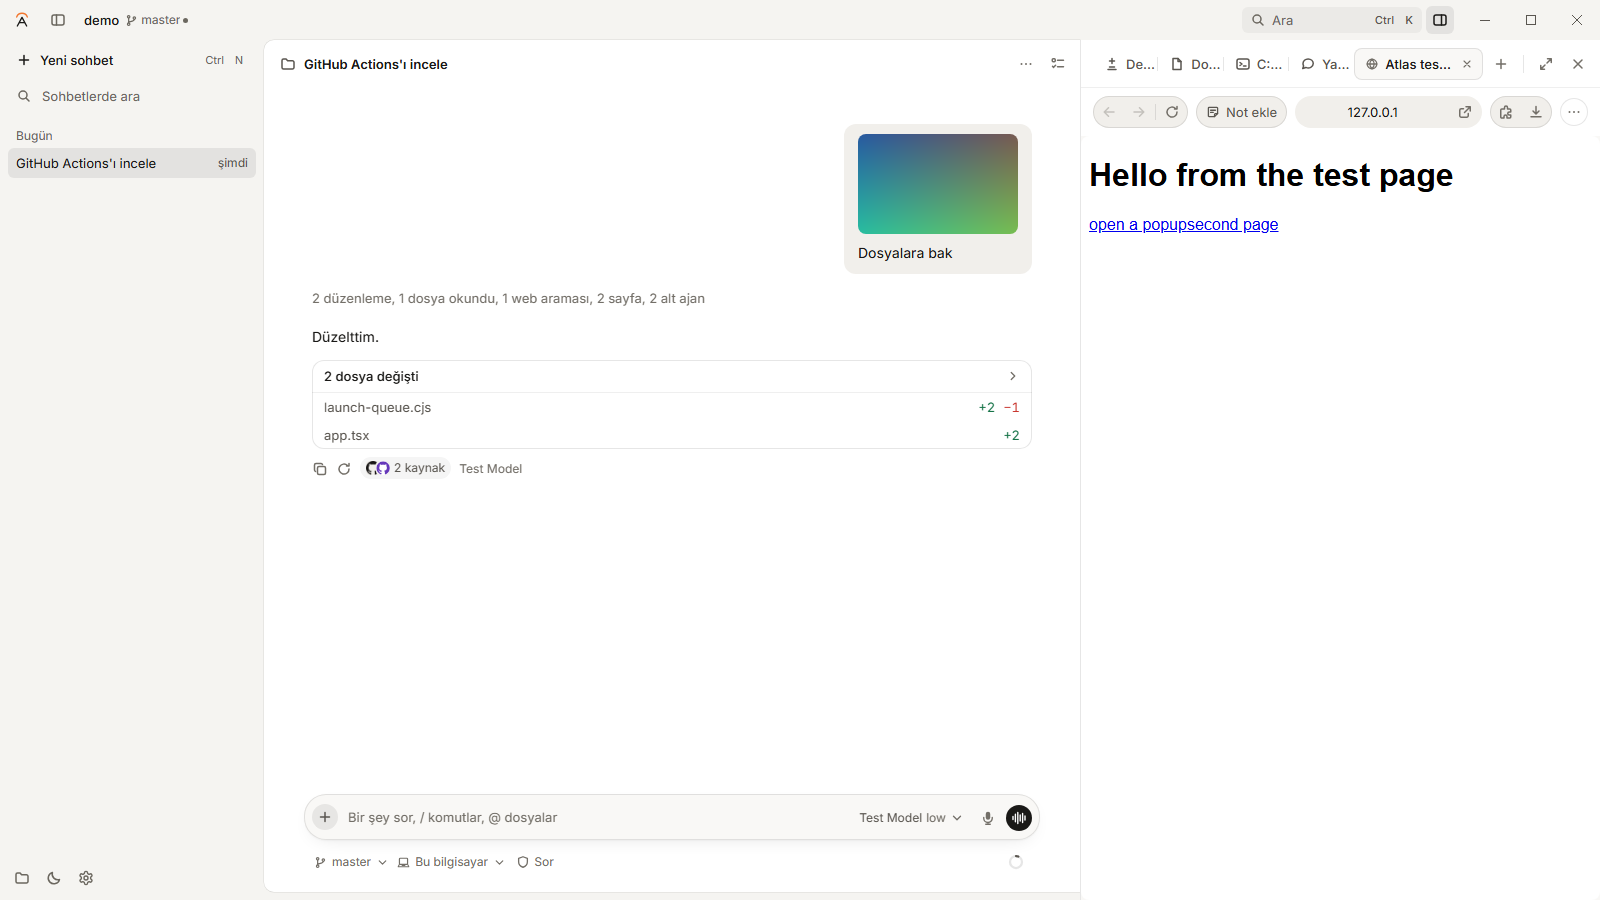 demo master
Ara Ctrl K
Yeni sohbet Ctrl N
Sohbetlerde ara
Bugün
GitHub Actions'ı incele şimdi
GitHub Actions'ı incele
Dosyalara bak
2 düzenleme, 1 dosya okundu, 1 web araması, 2 sayfa, 2 alt ajan
Düzelttim.
2 dosya değişti
launch-queue.cjs +2 −1
app.tsx +2
2 kaynak Test Model
Bir şey sor, / komutlar, @ dosyalar
Test Model low
master Bu bilgisayar Sor
De... Do... C:... Ya... Atlas tes...
Not ekle 127.0.0.1
Hello from the test page
open a popupsecond page